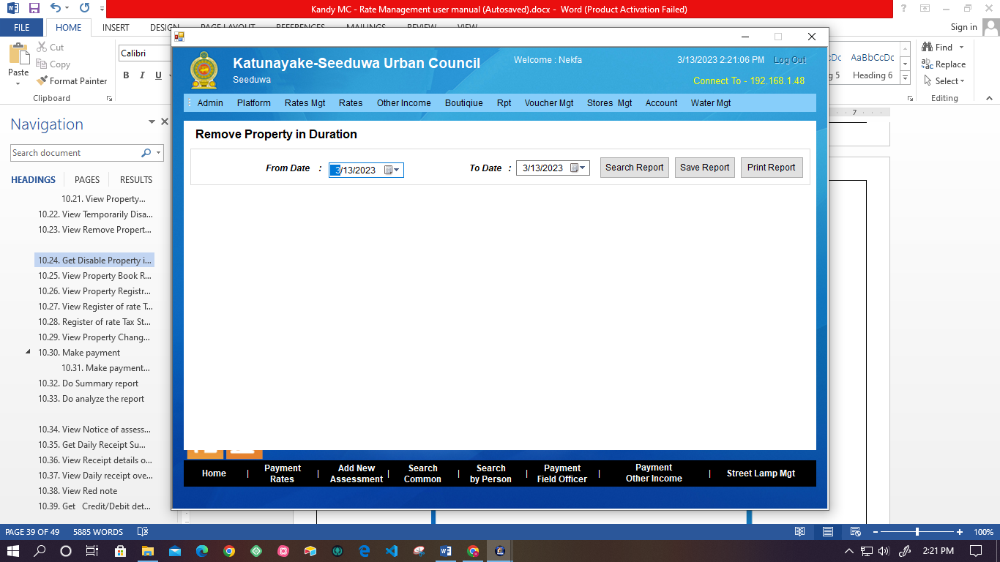 Kandy MC - Rate Management user manual (Autosaved).docx - Word (Product Activation Failed)
FILE HOME INSERT DESIGN PAGE LAYOUT REFERENCES MAILINGS REVIEW VIEW
Sign in
Cut
Copy
Format Painter
Paste
Clipboard
Calibri
B I U
AaBbCcDc
Heading 6
Find
Replace
Select
Editing
Navigation
Search document
HEADINGS PAGES RESULTS
10.21. View Property...
10.22. View Temporarily Disa...
10.23. View Remove Propert...
10.24. Get Disable Property i...
10.25. View Property Book R...
10.26. View Property Registr...
10.27. View Register of rate T...
10.28. Register of rate Tax St...
10.29. View Property Chang...
10.30. Make payment
10.31. Make payment...
10.32. Do Summary report
10.33. Do analyze the report
10.34. View Notice of assess...
10.35. Get Daily Receipt Su...
10.36. View Receipt details o...
10.37. View Daily receipt ove...
10.38. View Red note
10.39. Get Credit/Debit det...
Katunayake-Seeduwa Urban Council
Seeduwa
Welcome : Nekfa
3/13/2023 2:21:06 PM Log Out
Connect To - 192.168.1.48
Admin Platform Rates Mgt Rates Other Income Boutiqiue Rpt Voucher Mgt Stores Mgt Account Water Mgt
Remove Property in Duration
From Date : 3/13/2023 To Date : 3/13/2023 Search Report Save Report Print Report
Home | Payment Rates | Add New Assessment | Search Common | Search by Person | Payment Field Officer | Payment Other Income | Street Lamp Mgt
7
PAGE 39 OF 49 5885 WORDS
100%
2:21 PM